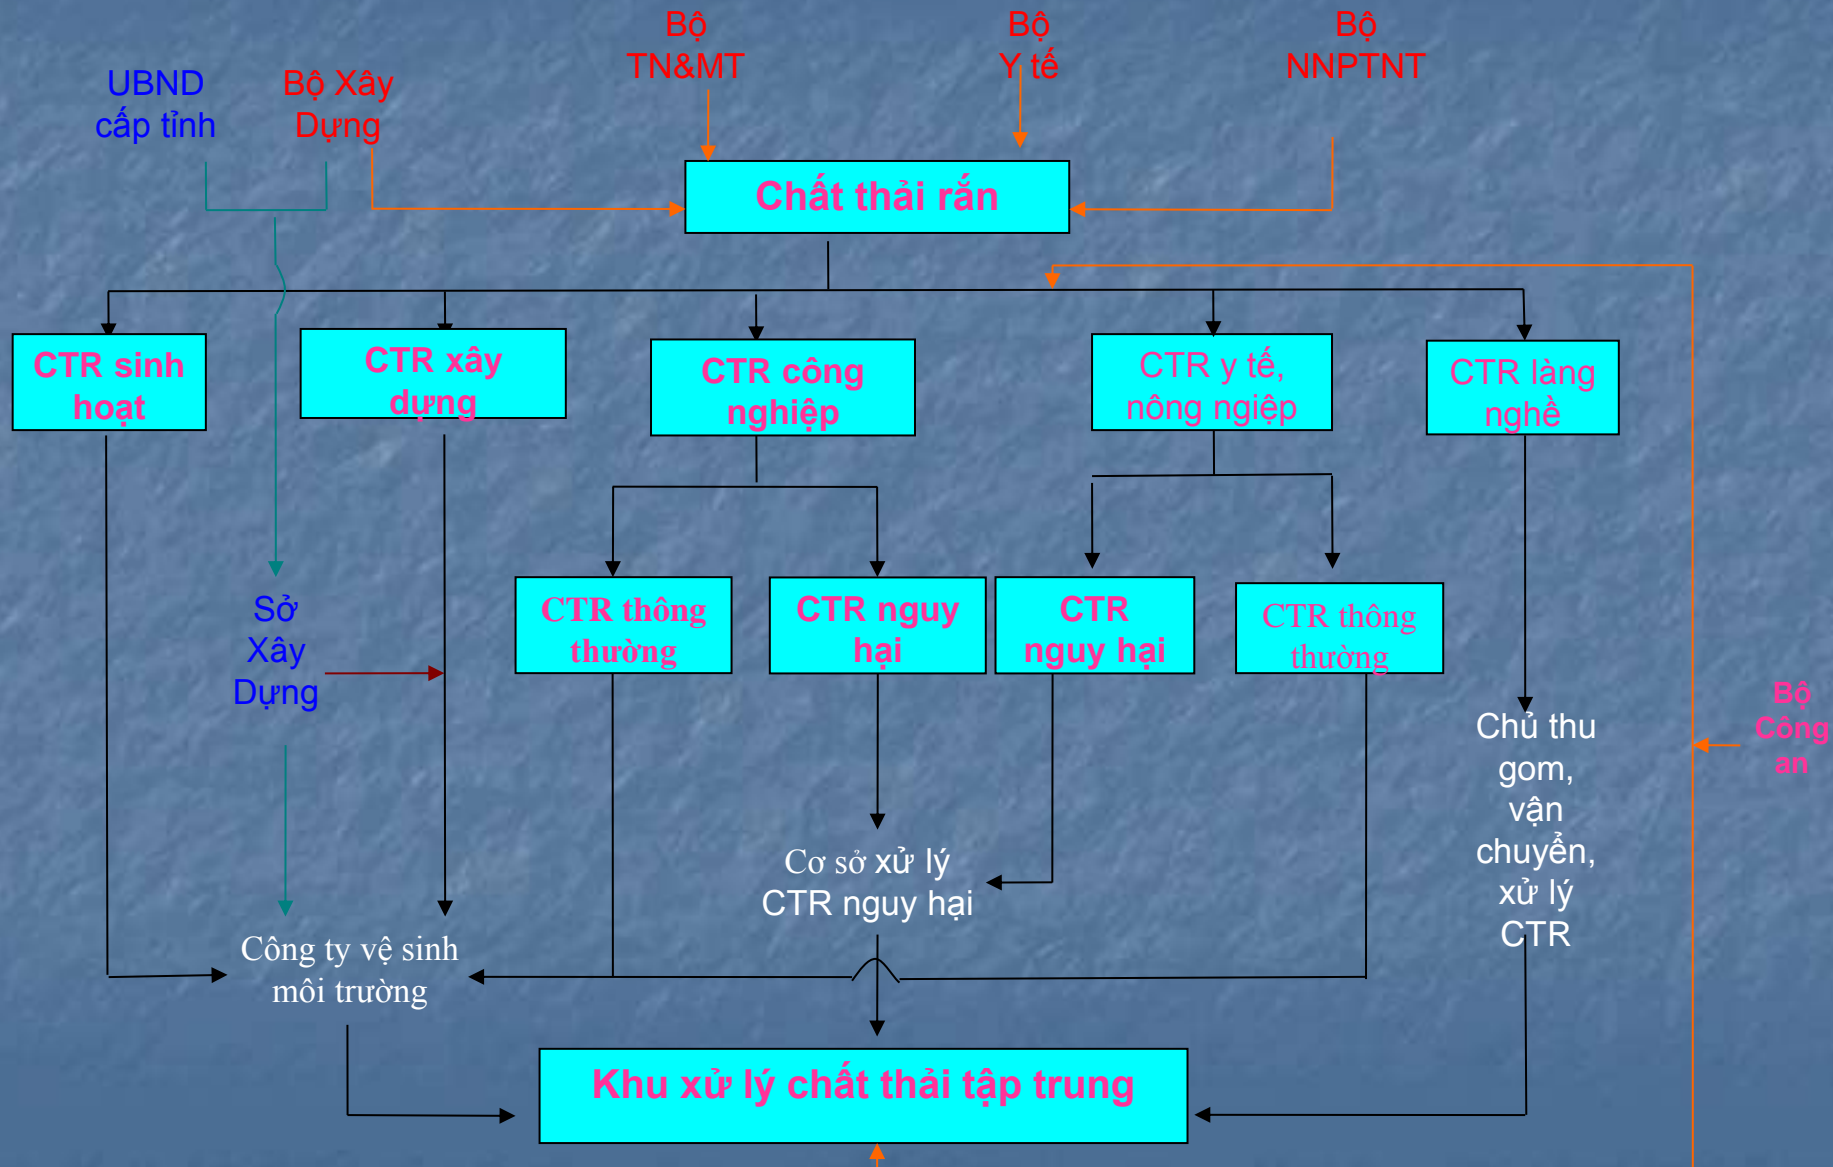 Bộ
TN&MT
Bộ
Y tế
Bộ
NNPTNT
UBND
cấp tỉnh
Bộ Xây
Dựng
Chất thải rắn
CTR sinh
hoạt
CTR xây
dựng
CTR công
nghiệp
CTR y tế,
nông ngiệp
CTR làng
nghề
Sở
Xây
Dựng
CTR thông
thường
CTR nguy
hại
CTR
nguy hại
CTR thông
thường
Bộ
Công
an
Chủ thu
gom,
vận
chuyển,
xử lý
CTR
Cơ sở xử lý
CTR nguy hại
Công ty vệ sinh
môi trường
Khu xử lý chất thải tập trung